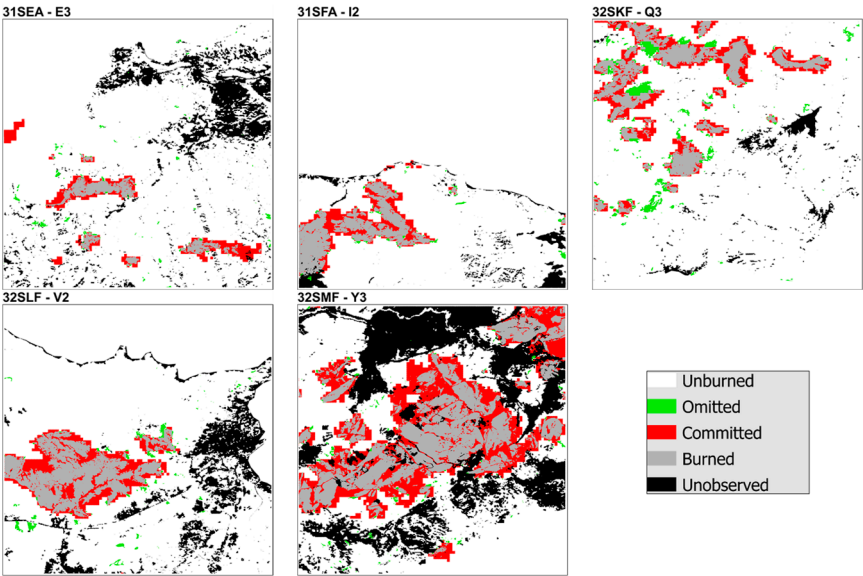 31SEA - E3
31SFA - I2
32SKF - Q3
32SLF - V2
32SMF - Y3
Unburned
Omitted
Committed
Burned
Unobserved